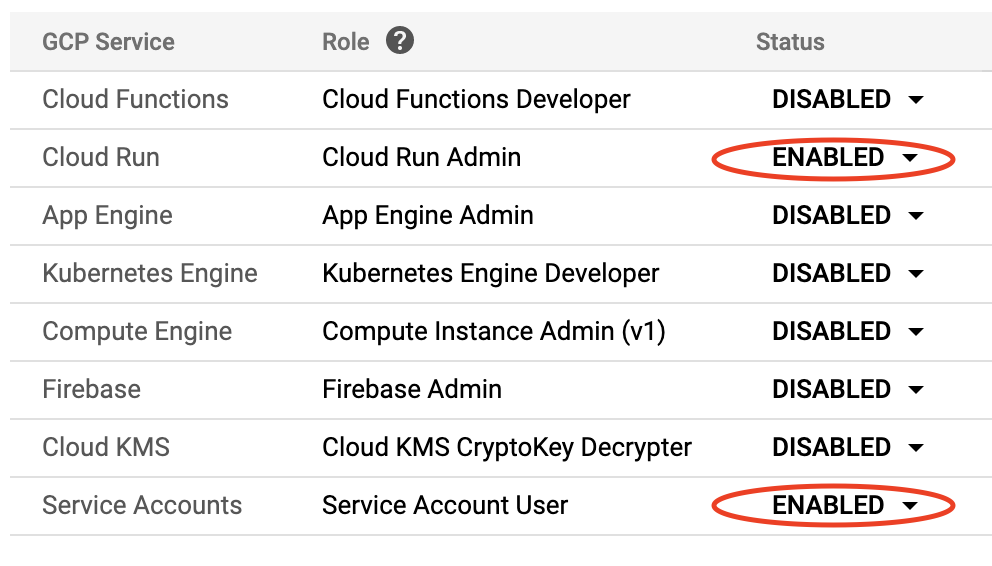 GCP Service Role ? Status
Cloud Functions Cloud Functions Developer DISABLED
Cloud Run Cloud Run Admin ENABLED
App Engine App Engine Admin DISABLED
Kubernetes Engine Kubernetes Engine Developer DISABLED
Compute Engine Compute Instance Admin (v1) DISABLED
Firebase Firebase Admin DISABLED
Cloud KMS Cloud KMS CryptoKey Decrypter DISABLED
Service Accounts Service Account User ENABLED